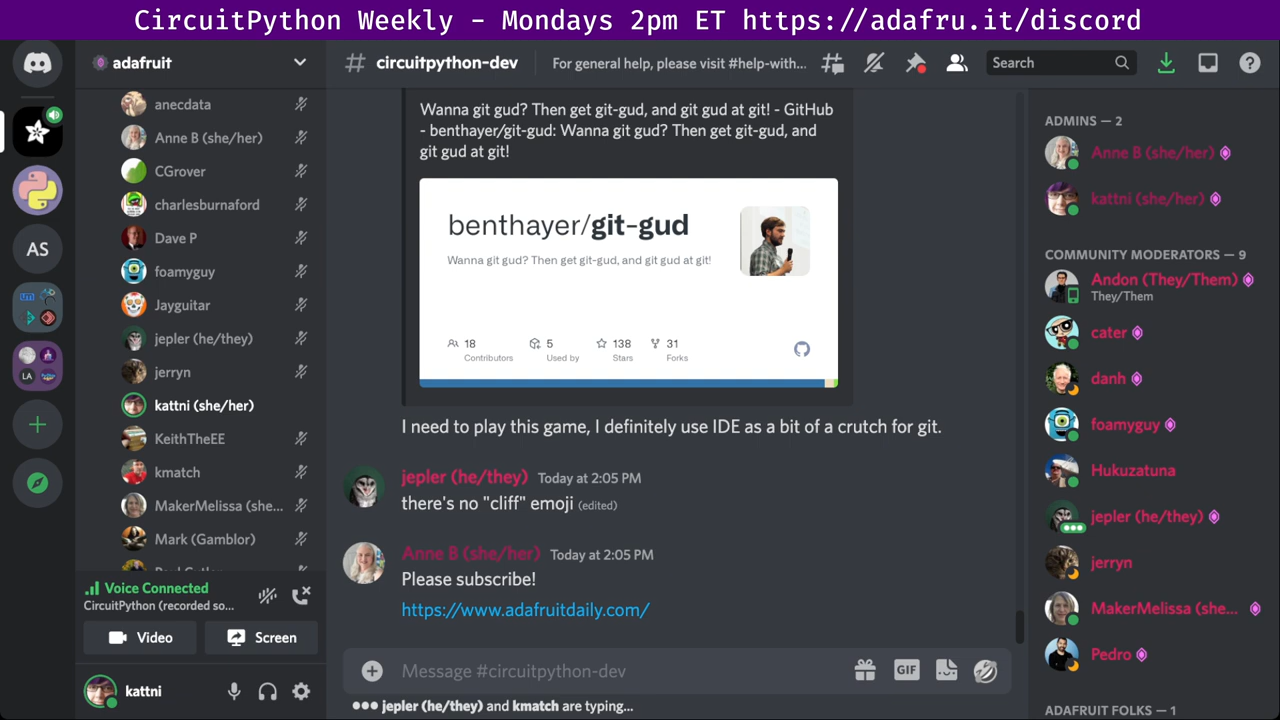 CircuitPython Weekly - Mondays 2pm ET https://adafru.it/discord
adafruit
anecdata
Anne B (she/her)
CGrover
charlesburnaford
Dave P
foamyguy
Jayguitar
jepler (he/they)
jerryn
kattni (she/her)
KeithTheEE
kmatch
MakerMelissa (she...
Mark (Gamblor)
Voice Connected
CircuitPython (recorded so...
Video
Screen
kattni
AS
LA
# circuitpython-dev
For general help, please visit #help-with...
Search
Wanna git gud? Then get git-gud, and git gud at git! - GitHub
- benthayer/git-gud: Wanna git gud? Then get git-gud, and
git gud at git!
benthayer/git-gud
Wanna git gud? Then get git-gud, and git gud at git!
18
Contributors
5
Used by
138
Stars
31
Forks
I need to play this game, I definitely use IDE as a bit of a crutch for git.
jepler (he/they) Today at 2:05 PM
there's no "cliff" emoji (edited)
Anne B (she/her) Today at 2:05 PM
Please subscribe!
https://www.adafruitdaily.com/
Message #circuitpython-dev
GIF
jepler (he/they) and kmatch are typing...
ADMINS — 2
Anne B (she/her)
kattni (she/her)
COMMUNITY MODERATORS — 9
Andon (They/Them)
They/Them
cater
danh
foamyguy
Hukuzatuna
jepler (he/they)
jerryn
MakerMelissa (she...
Pedro
ADAFRUIT FOLKS — 1